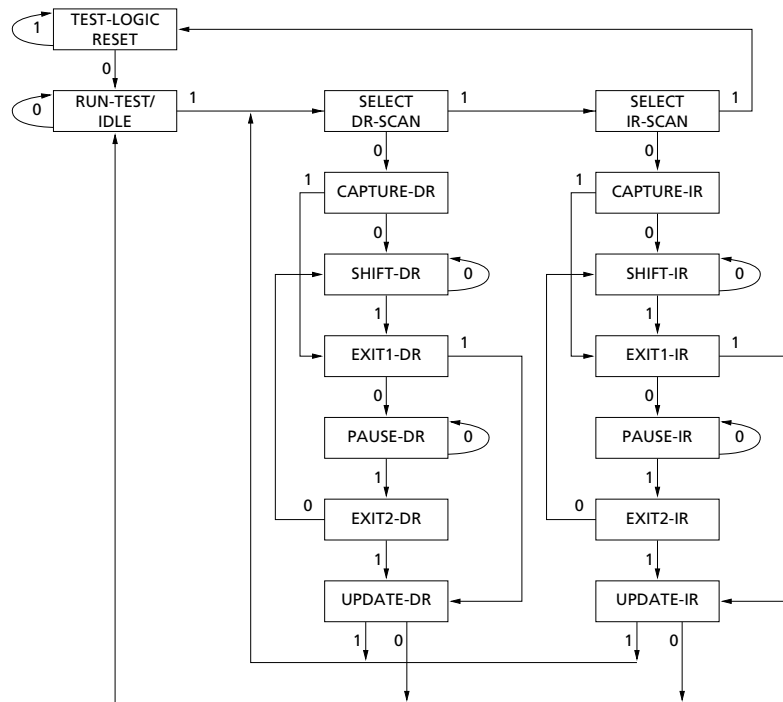 TEST-LOGIC
RESET
1
0
RUN-TEST/
IDLE
0
1
SELECT
DR-SCAN
1
SELECT
IR-SCAN
1
0
0
1
CAPTURE-DR
1
CAPTURE-IR
0
0
SHIFT-DR
0
SHIFT-IR
0
1
1
EXIT1-DR
1
EXIT1-IR
1
0
0
PAUSE-DR
0
PAUSE-IR
0
1
1
0
EXIT2-DR
0
EXIT2-IR
1
1
UPDATE-DR
UPDATE-IR
1
0
1
0